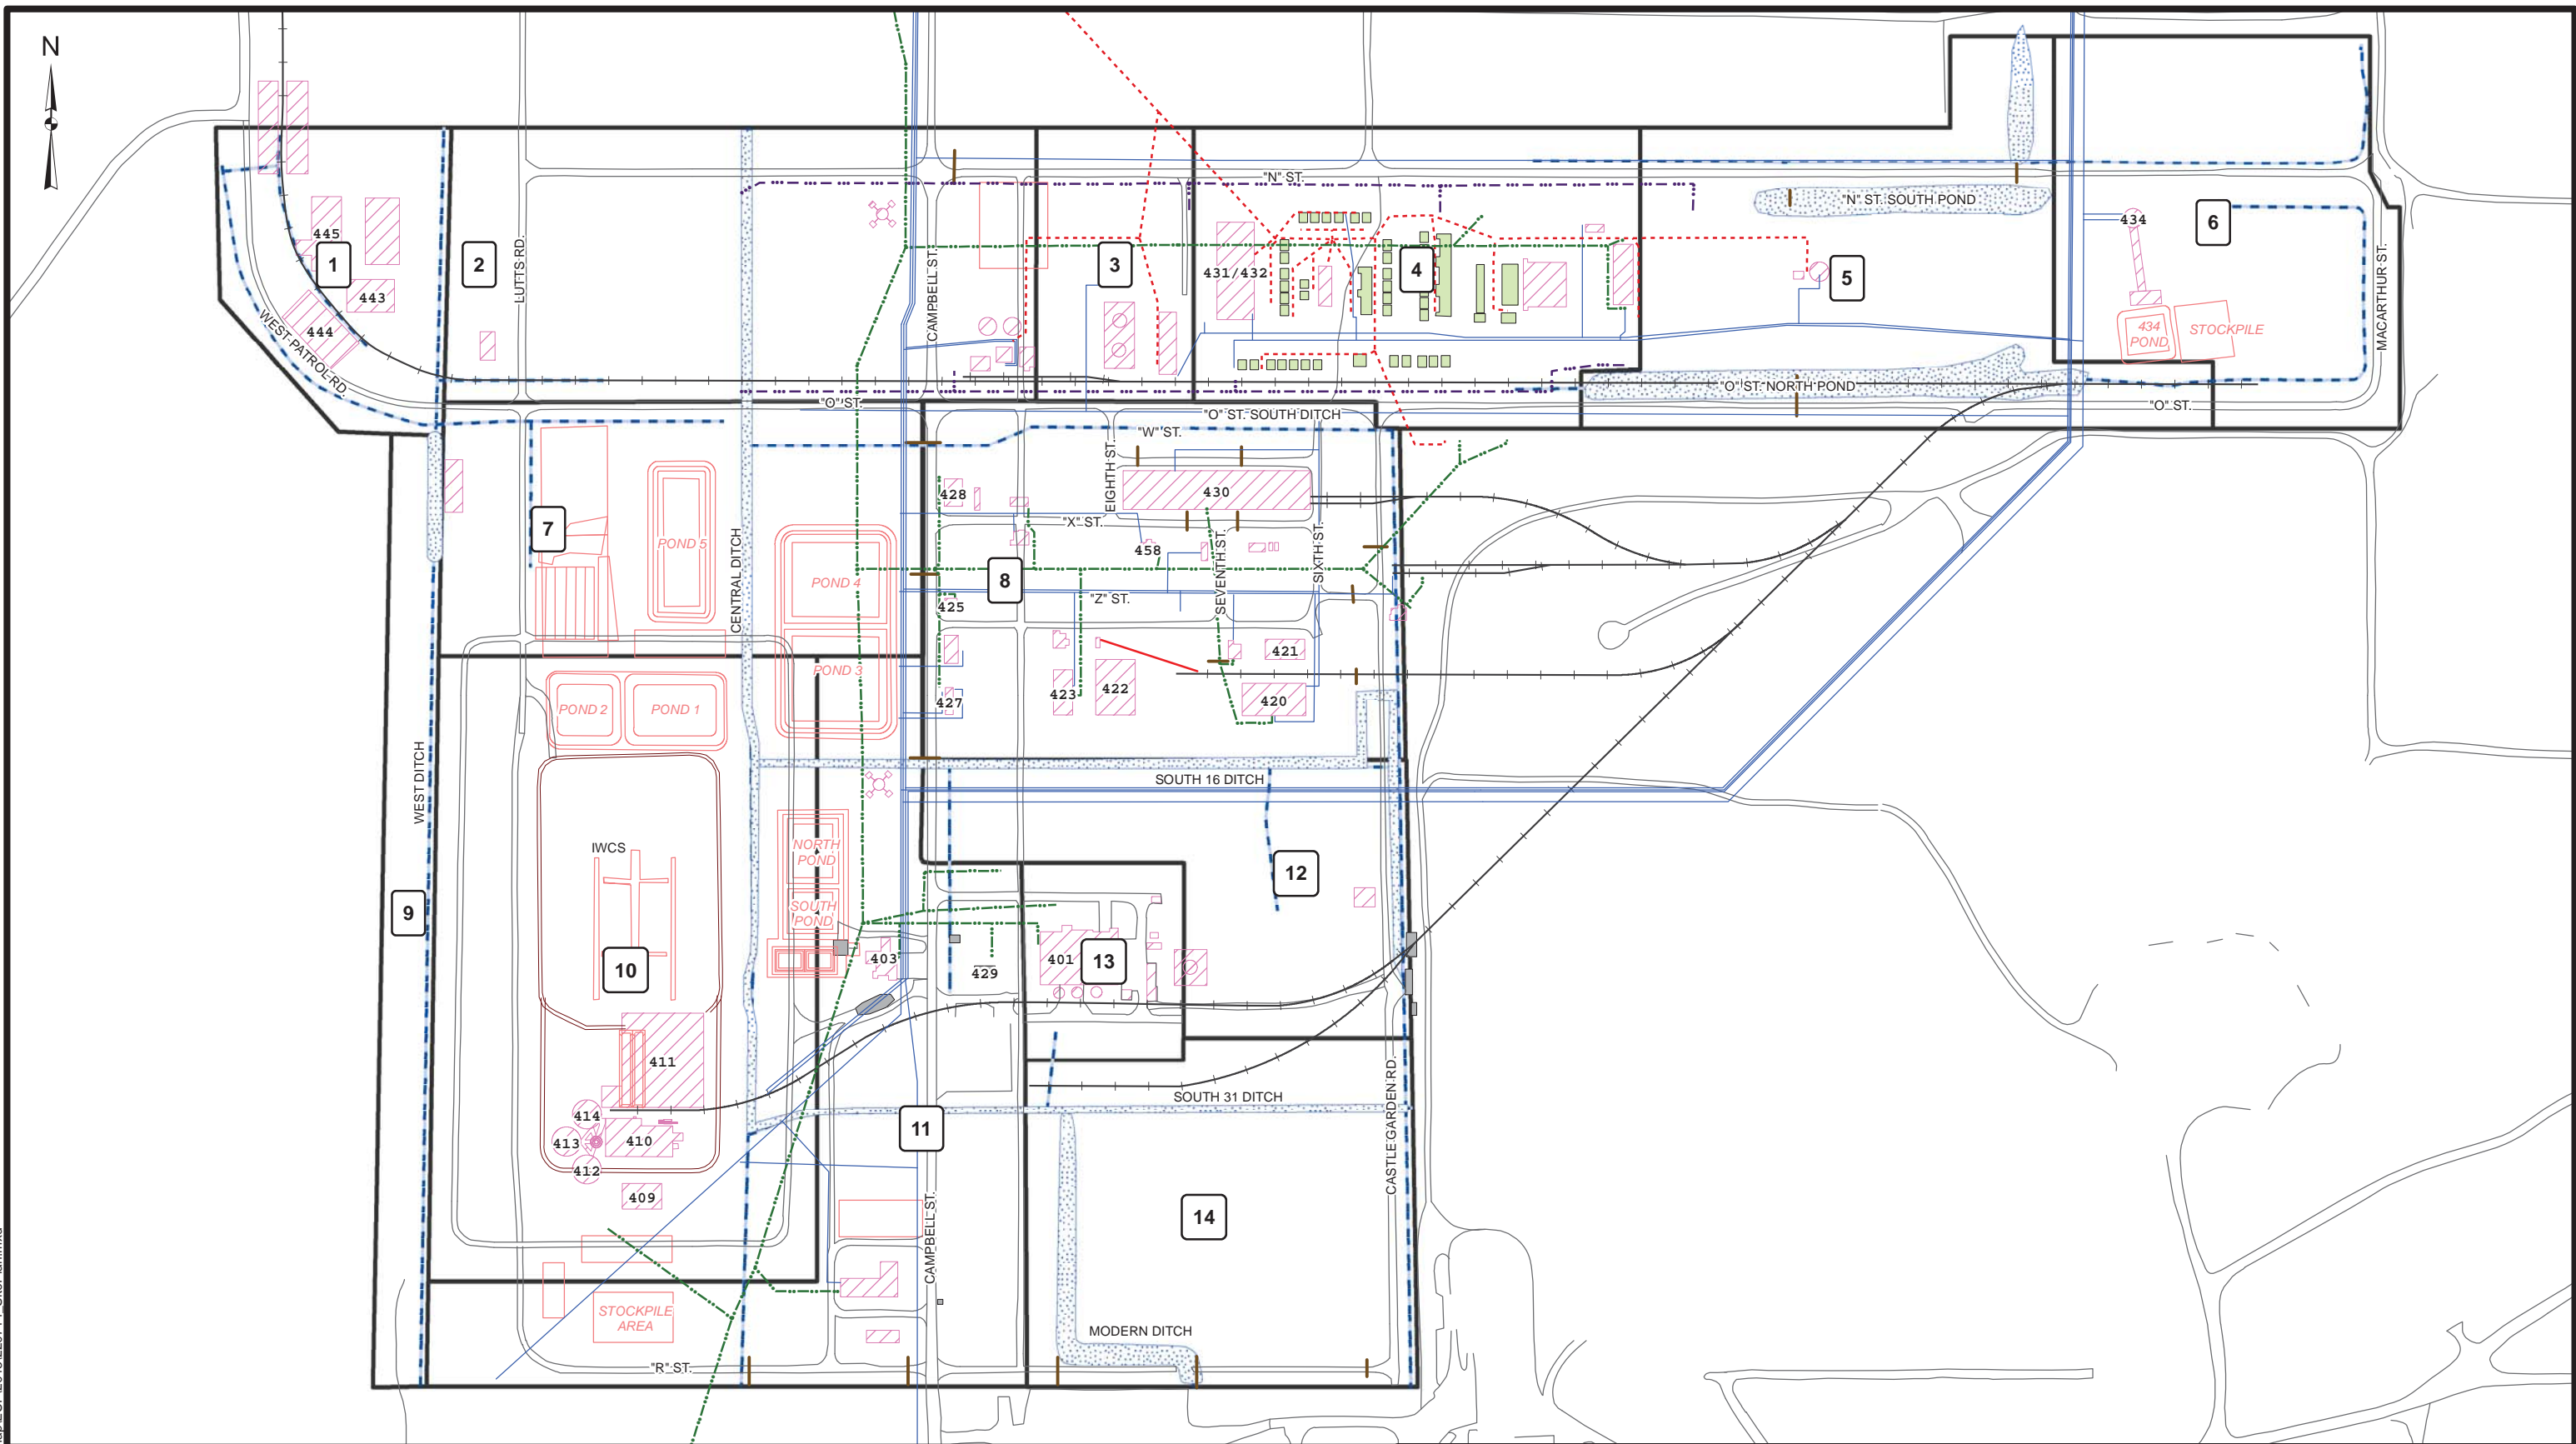 N
"N" ST.
"N" ST. SOUTH POND
434
6
445
1
2
LUTTS RD.
CAMPBELL ST.
3
431/432
4
5
443
444
WEST PATROL RD.
434
POND
STOCKPILE
MACARTHUR ST.
"O" ST.
"O" ST. NORTH POND
"O" ST.
"O" ST. SOUTH DITCH
"W" ST.
EIGHTH ST.
428
430
7
POND 5
CENTRAL DITCH
"X" ST.
458
SEVENTH ST.
SIXTH ST.
POND 4
8
425
"Z" ST.
POND 3
421
423
422
427
420
POND 2
POND 1
WEST DITCH
SOUTH 16 DITCH
IWCS
NORTH
POND
12
9
SOUTH
POND
10
403
429
401
13
411
414
413
410
412
409
SOUTH 31 DITCH
CASTLE GARDEN RD.
11
CAMPBELL ST.
14
STOCKPILE
AREA
MODERN DITCH
"R" ST.